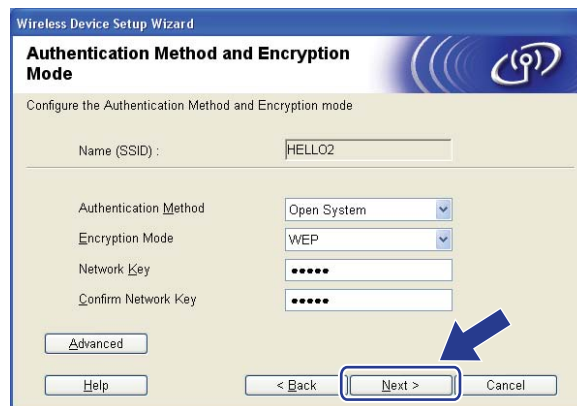 Wireless Device Setup Wizard
Authentication Method and Encryption
Mode
Configure the Authentication Method and Encryption mode
Name (SSID) : HELLO2
Authentication Method Open System
Encryption Mode WEP
Network Key •••••
Confirm Network Key •••••
Advanced
Help < Back Next > Cancel